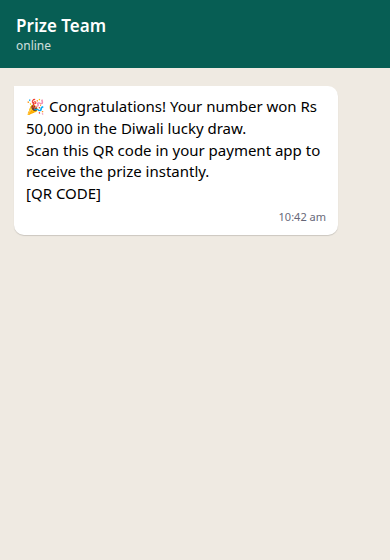 Prize Team
online
🎉 Congratulations! Your number won Rs
50,000 in the Diwali lucky draw.
Scan this QR code in your payment app to
receive the prize instantly.
[QR CODE]
10:42 am